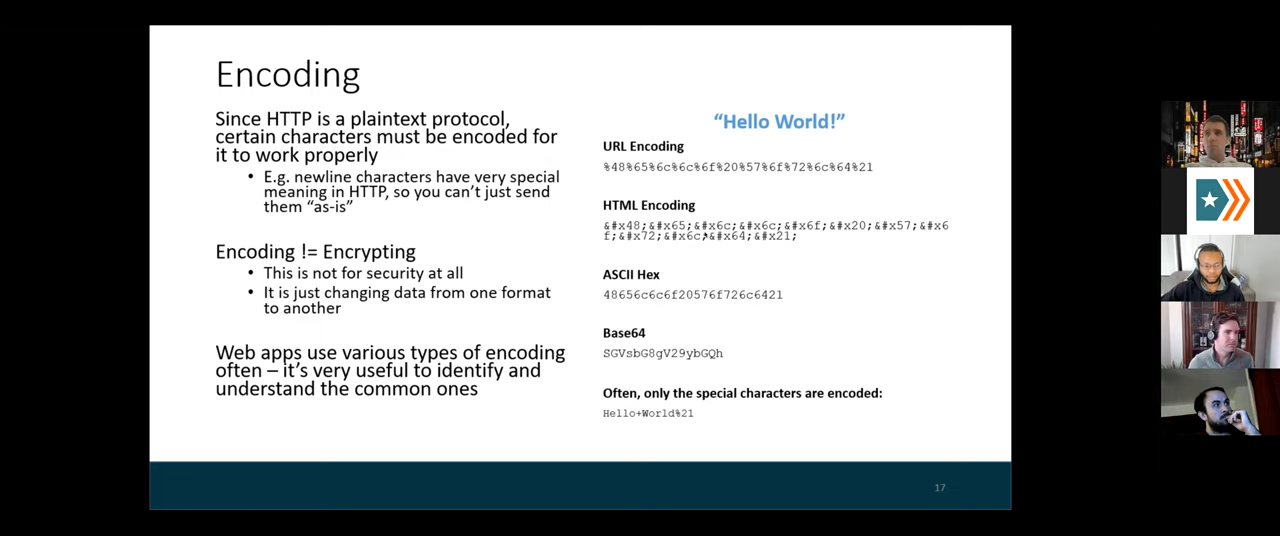 Encoding
Since HTTP is a plaintext protocol,
certain characters must be encoded for
it to work properly
• E.g. newline characters have very special
meaning in HTTP, so you can't just send
them "as-is"
Encoding != Encrypting
• This is not for security at all
• It is just changing data from one format
to another
Web apps use various types of encoding
often – it's very useful to identify and
understand the common ones
"Hello World!"
URL Encoding
%48%65%6c%6c%6f%20%57%6f%72%6c%64%21
HTML Encoding
&#x48;&#x65;&#x6c;&#x6c;&#x6f;&#x20;&#x57;&#x6
f;&#x72;&#x6c;&#x64;&#x21;
ASCII Hex
48656c6c6f20576f726c6421
Base64
SGVsbG8gV29ybGQh
Often, only the special characters are encoded:
Hello+World%21
17